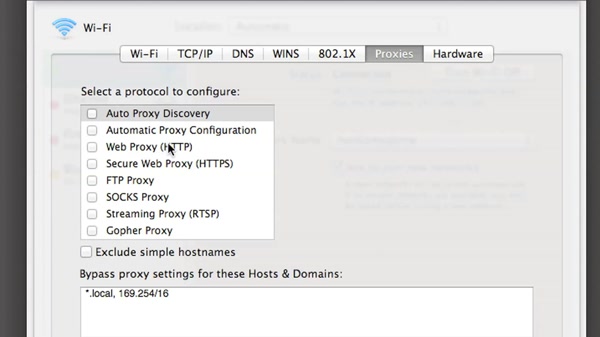 Wi-Fi
Wi-Fi TCP/IP DNS WINS 802.1X Proxies Hardware
Select a protocol to configure:
Auto Proxy Discovery
Automatic Proxy Configuration
Web Proxy (HTTP)
Secure Web Proxy (HTTPS)
FTP Proxy
SOCKS Proxy
Streaming Proxy (RTSP)
Gopher Proxy
Exclude simple hostnames
Bypass proxy settings for these Hosts & Domains:
*.local, 169.254/16